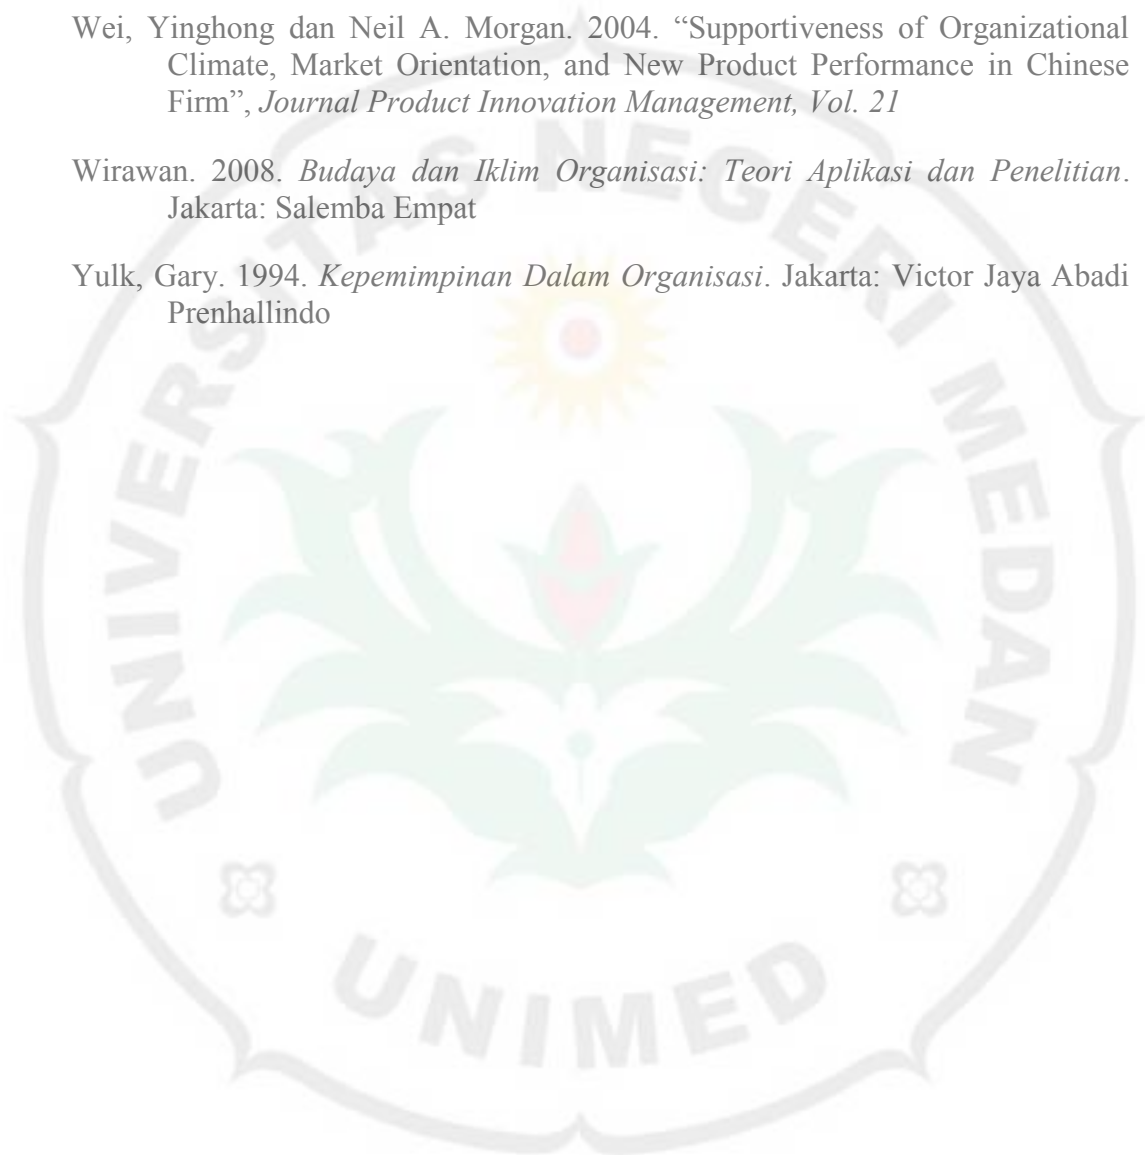 Wei, Yinghong dan Neil A. Morgan. 2004. “Supportiveness of Organizational
Climate, Market Orientation, and New Product Performance in Chinese
Firm”, Journal Product Innovation Management, Vol. 21
Wirawan. 2008. Budaya dan Iklim Organisasi: Teori Aplikasi dan Penelitian.
Jakarta: Salemba Empat
Yulk, Gary. 1994. Kepemimpinan Dalam Organisasi. Jakarta: Victor Jaya Abadi
Prenhallindo
UNIVERSITAS NEGERI MEDAN
UNIMED